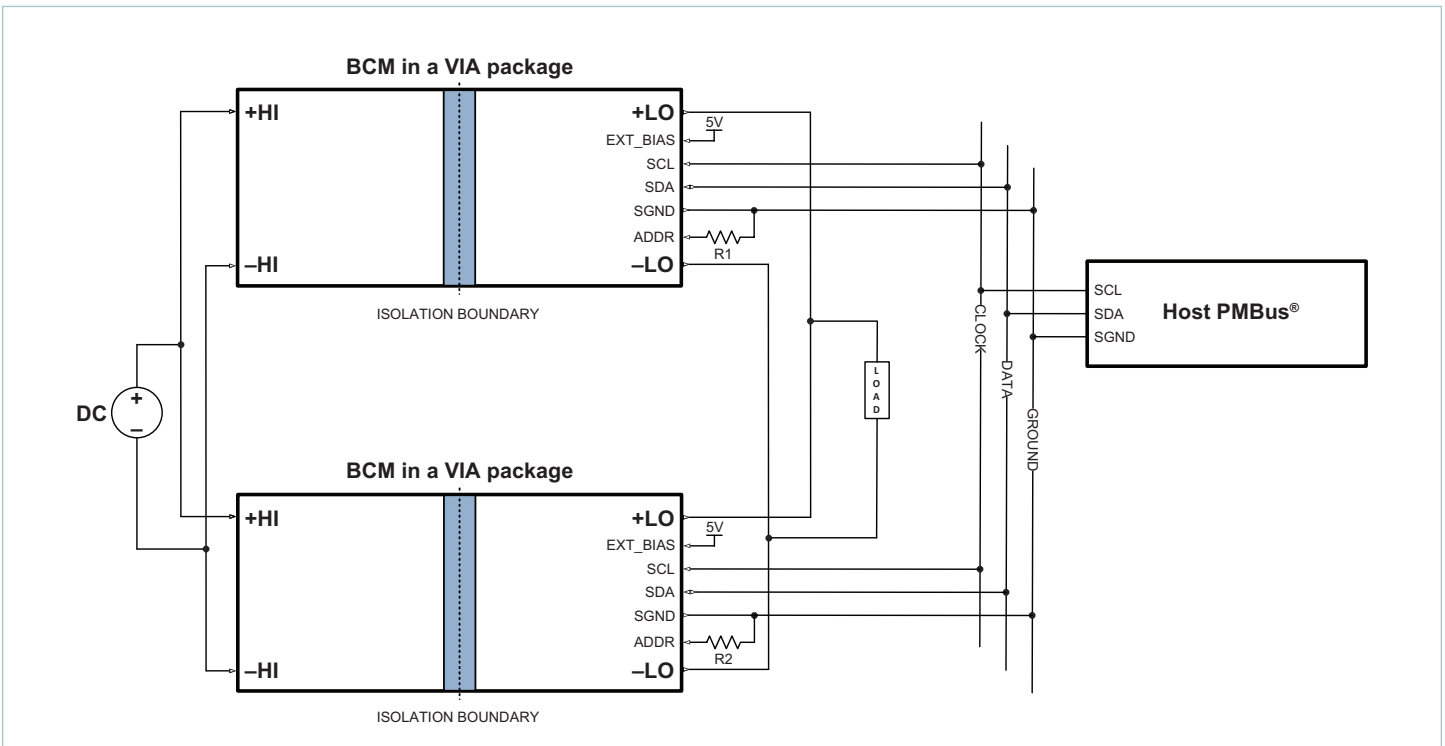 BCM in a VIA package
+HI
–HI
+LO
5V
EXT_BIAS
SCL
SDA
SGND
ADDR
R1
–LO
ISOLATION BOUNDARY
DC
+
–
LOAD
CLOCK
DATA
GROUND
SCL
SDA
SGND
Host PMBus®
BCM in a VIA package
+HI
–HI
+LO
5V
EXT_BIAS
SCL
SDA
SGND
ADDR
R2
–LO
ISOLATION BOUNDARY